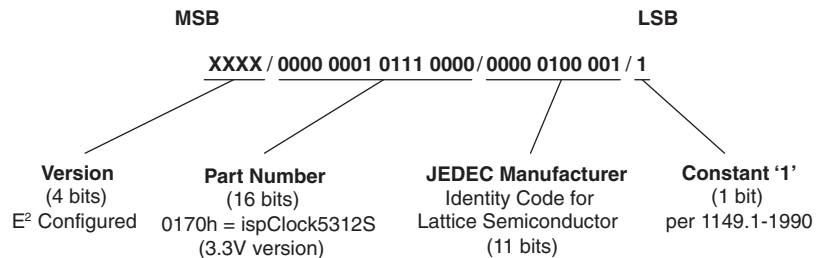 MSB LSB
XXXX / 0000 0001 0111 0000 / 0000 0100 001 / 1
Version
(4 bits)
E² Configured
Part Number
(16 bits)
0170h = ispClock5312S
(3.3V version)
JEDEC Manufacturer
Identity Code for
Lattice Semiconductor
(11 bits)
Constant ‘1’
(1 bit)
per 1149.1-1990